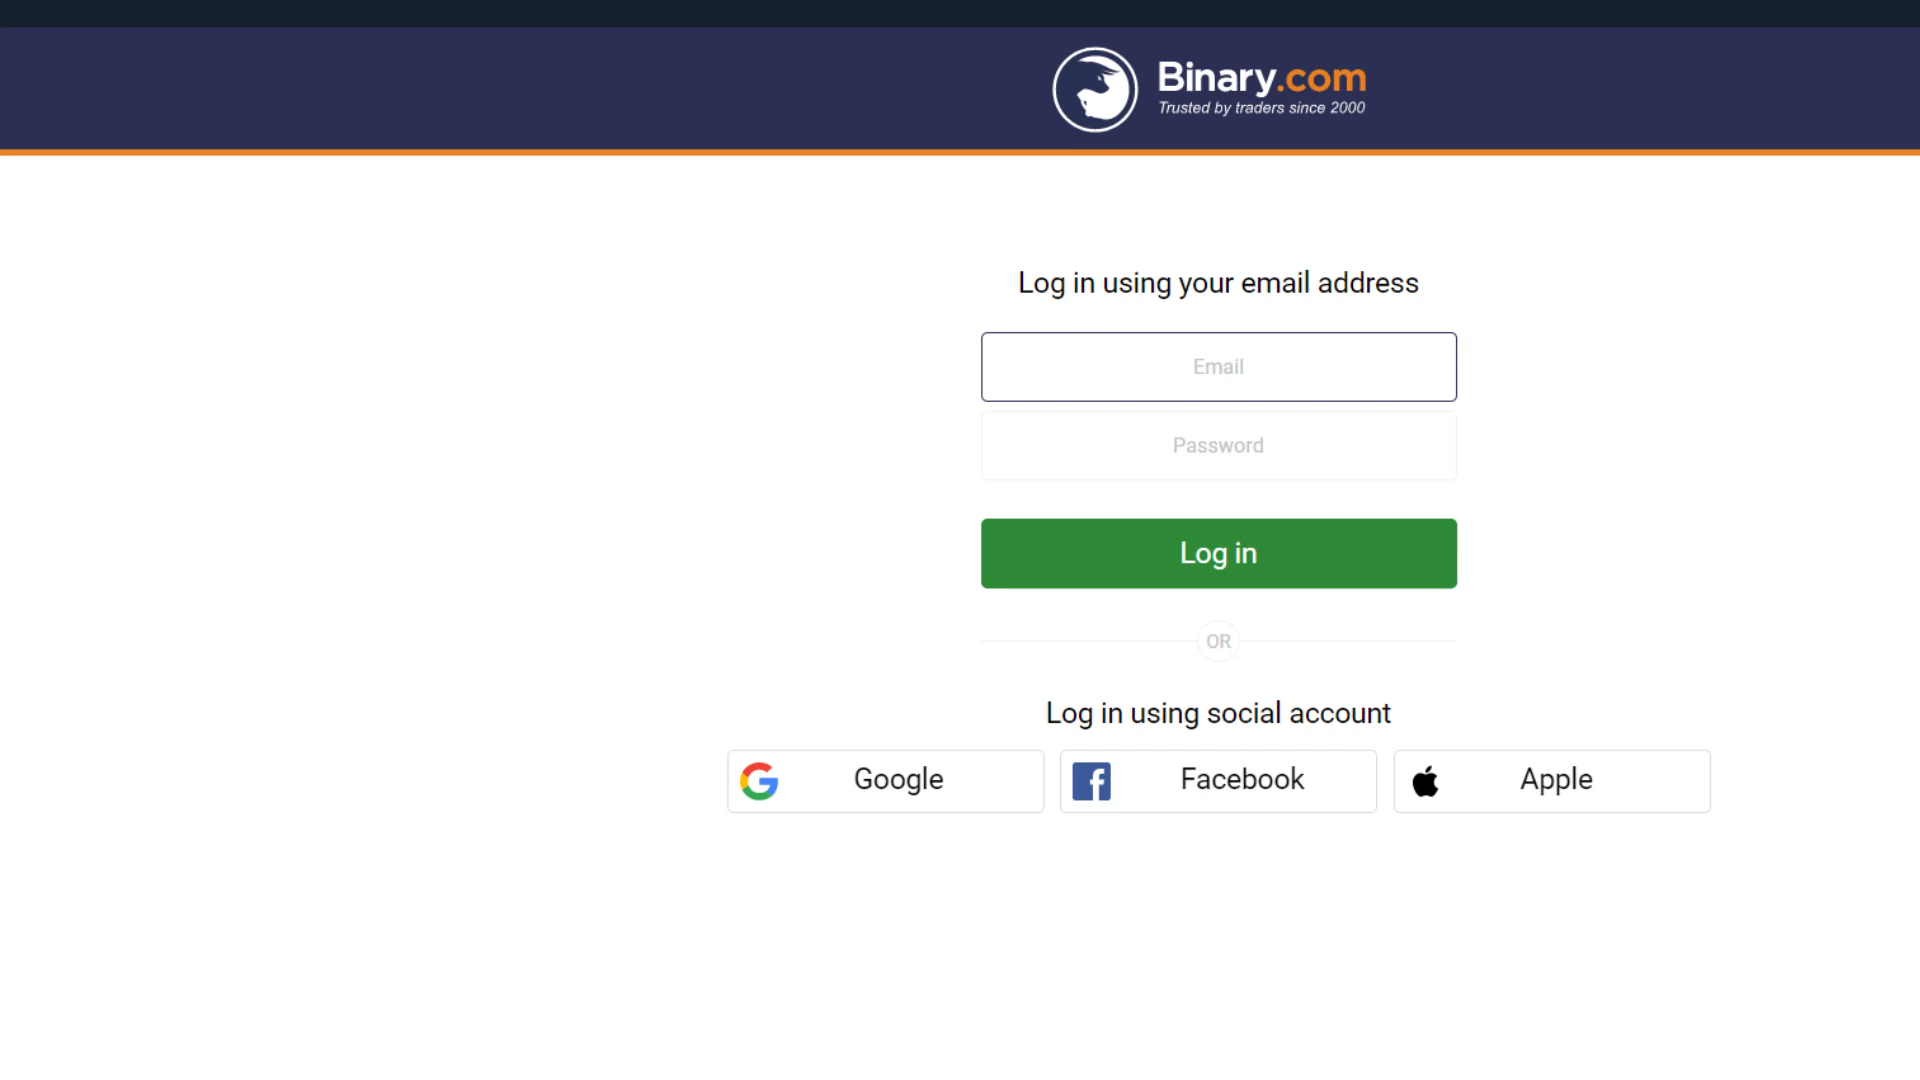 Binary.com
Trusted by traders since 2000
Log in using your email address
Email
Password
Log in
OR
Log in using social account
Google
Facebook
Apple